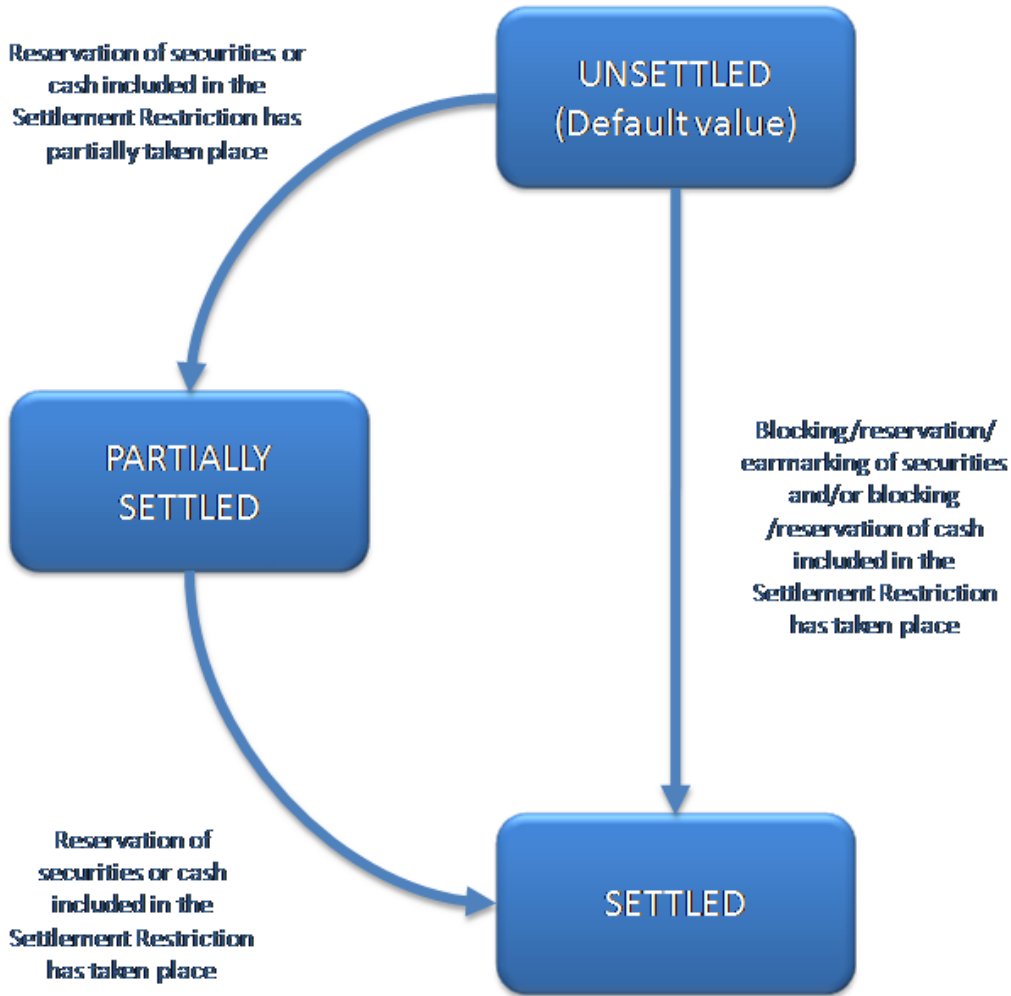 Reservation of securities or
cash included in the
Settlement Restriction has
partially taken place
UNSETTLED
(Default value)
PARTIALLY
SETTLED
Blocking/reservation/
earmarking of securities
and/or blocking
/reservation of cash
included in the
Settlement Restriction
has taken place
Reservation of
securities or cash
included in the
Settlement Restriction
has taken place
SETTLED